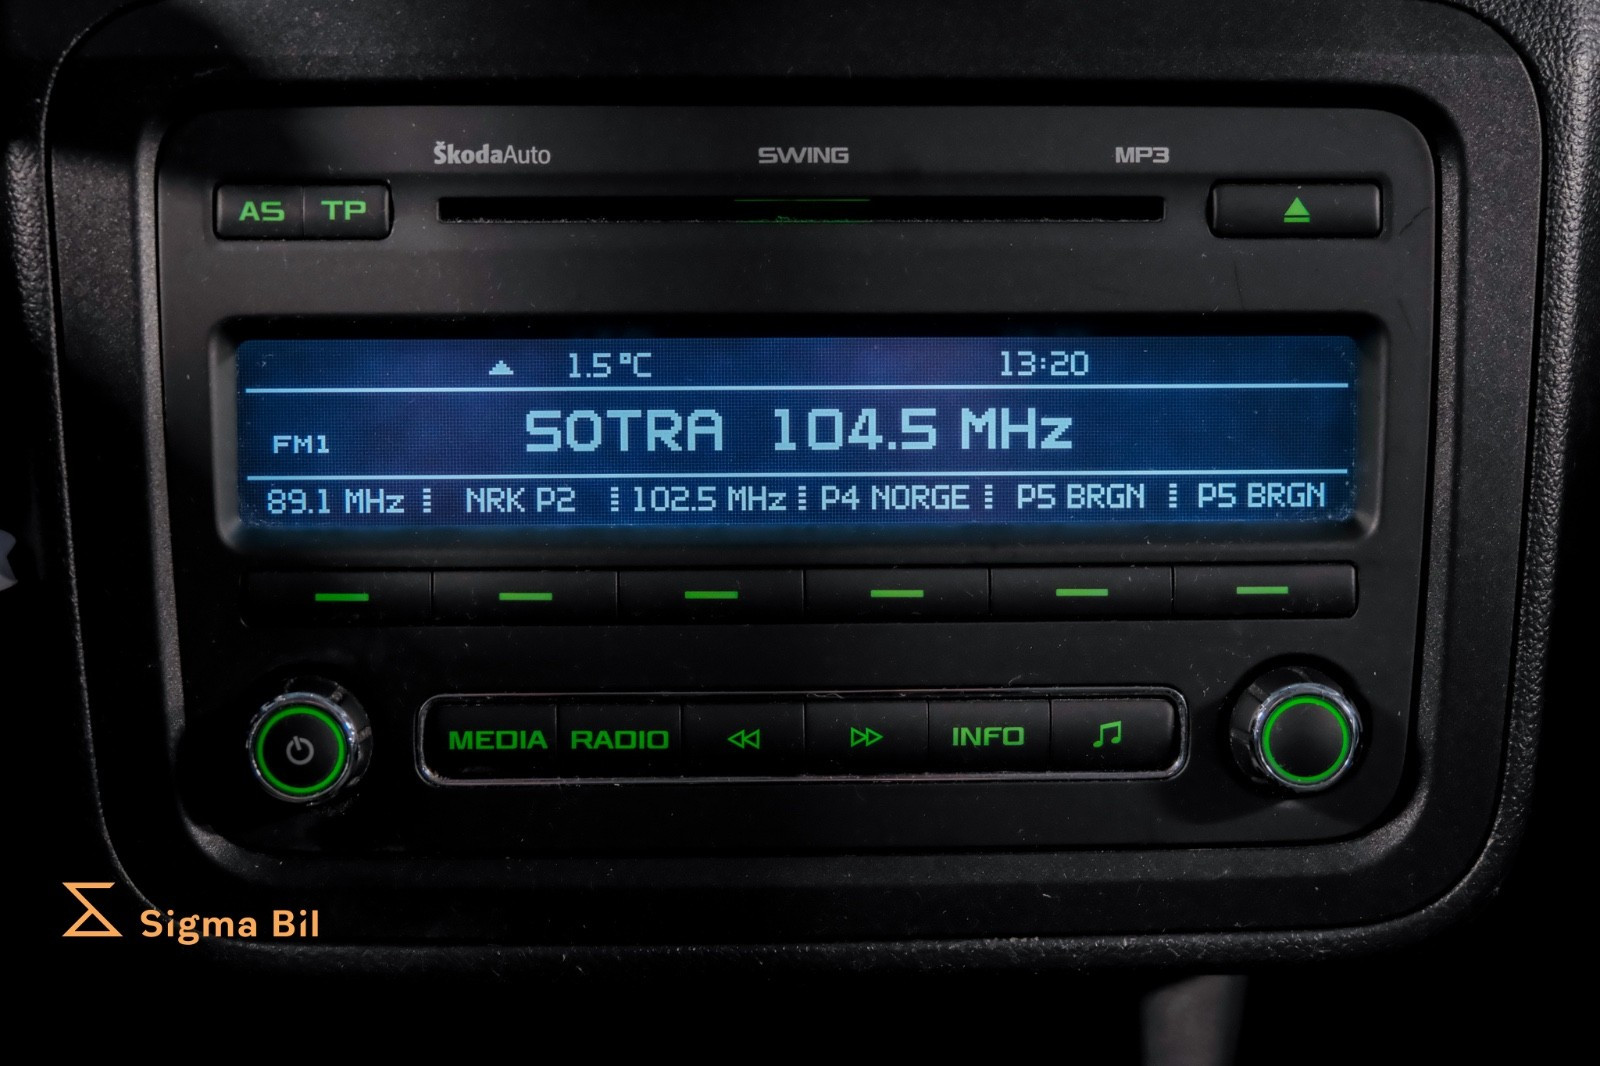 ŠkodaAuto SWING MP3
AS TP
1.5°C 13:20
FM1 SOTRA 104.5 MHz
89.1 MHz NRK P2 102.5 MHz P4 NORGE P5 BRGN P5 BRGN
MEDIA RADIO INFO
Sigma Bil